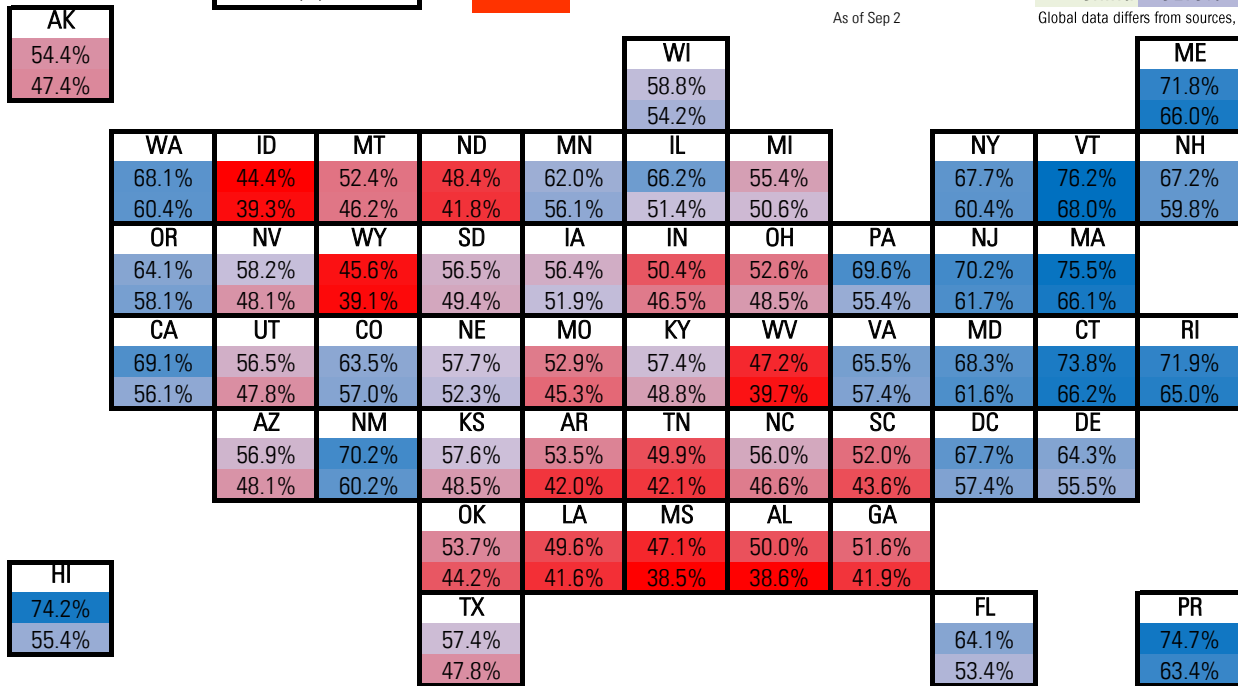 As of Sep 2
Global data differs from sources,
AK
54.4%
47.4%
WI ME
58.8% 71.8%
54.2% 66.0%
WA ID MT ND MN IL MI NY VT NH
68.1% 44.4% 52.4% 48.4% 62.0% 66.2% 55.4% 67.7% 76.2% 67.2%
60.4% 39.3% 46.2% 41.8% 56.1% 51.4% 50.6% 60.4% 68.0% 59.8%
OR NV WY SD IA IN OH PA NJ MA
64.1% 58.2% 45.6% 56.5% 56.4% 50.4% 52.6% 69.6% 70.2% 75.5%
58.1% 48.1% 39.1% 49.4% 51.9% 46.5% 48.5% 55.4% 61.7% 66.1%
CA UT CO NE MO KY WV VA MD CT RI
69.1% 56.5% 63.5% 57.7% 52.9% 57.4% 47.2% 65.5% 68.3% 73.8% 71.9%
56.1% 47.8% 57.0% 52.3% 45.3% 48.8% 39.7% 57.4% 61.6% 66.2% 65.0%
AZ NM KS AR TN NC SC DC DE
56.9% 70.2% 57.6% 53.5% 49.9% 56.0% 52.0% 67.7% 64.3%
48.1% 60.2% 48.5% 42.0% 42.1% 46.6% 43.6% 57.4% 55.5%
OK LA MS AL GA
53.7% 49.6% 47.1% 50.0% 51.6%
44.2% 41.6% 38.5% 38.6% 41.9%
HI
74.2%
55.4%
TX FL PR
57.4% 64.1% 74.7%
47.8% 53.4% 63.4%